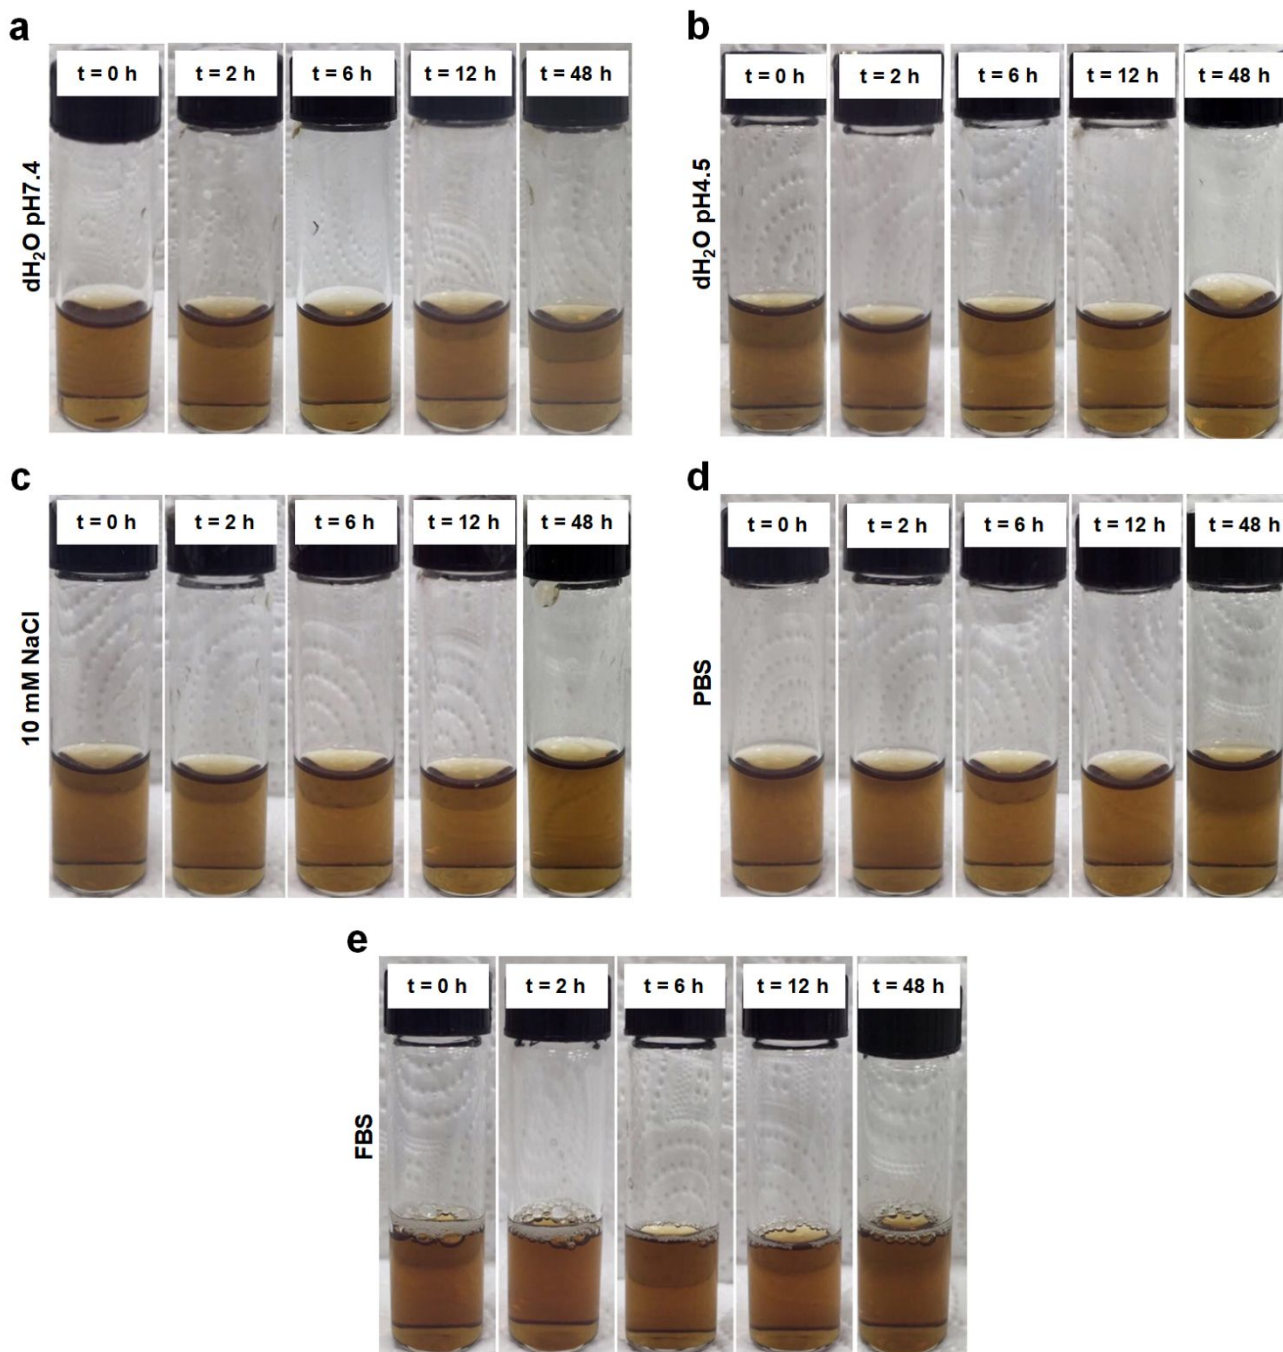 a
t = 0 h
t = 2 h
t = 6 h
t = 12 h
t = 48 h
dH₂O pH7.4
b
t = 0 h
t = 2 h
t = 6 h
t = 12 h
t = 48 h
dH₂O pH4.5
c
t = 0 h
t = 2 h
t = 6 h
t = 12 h
t = 48 h
10 mM NaCl
d
t = 0 h
t = 2 h
t = 6 h
t = 12 h
t = 48 h
PBS
e
t = 0 h
t = 2 h
t = 6 h
t = 12 h
t = 48 h
FBS